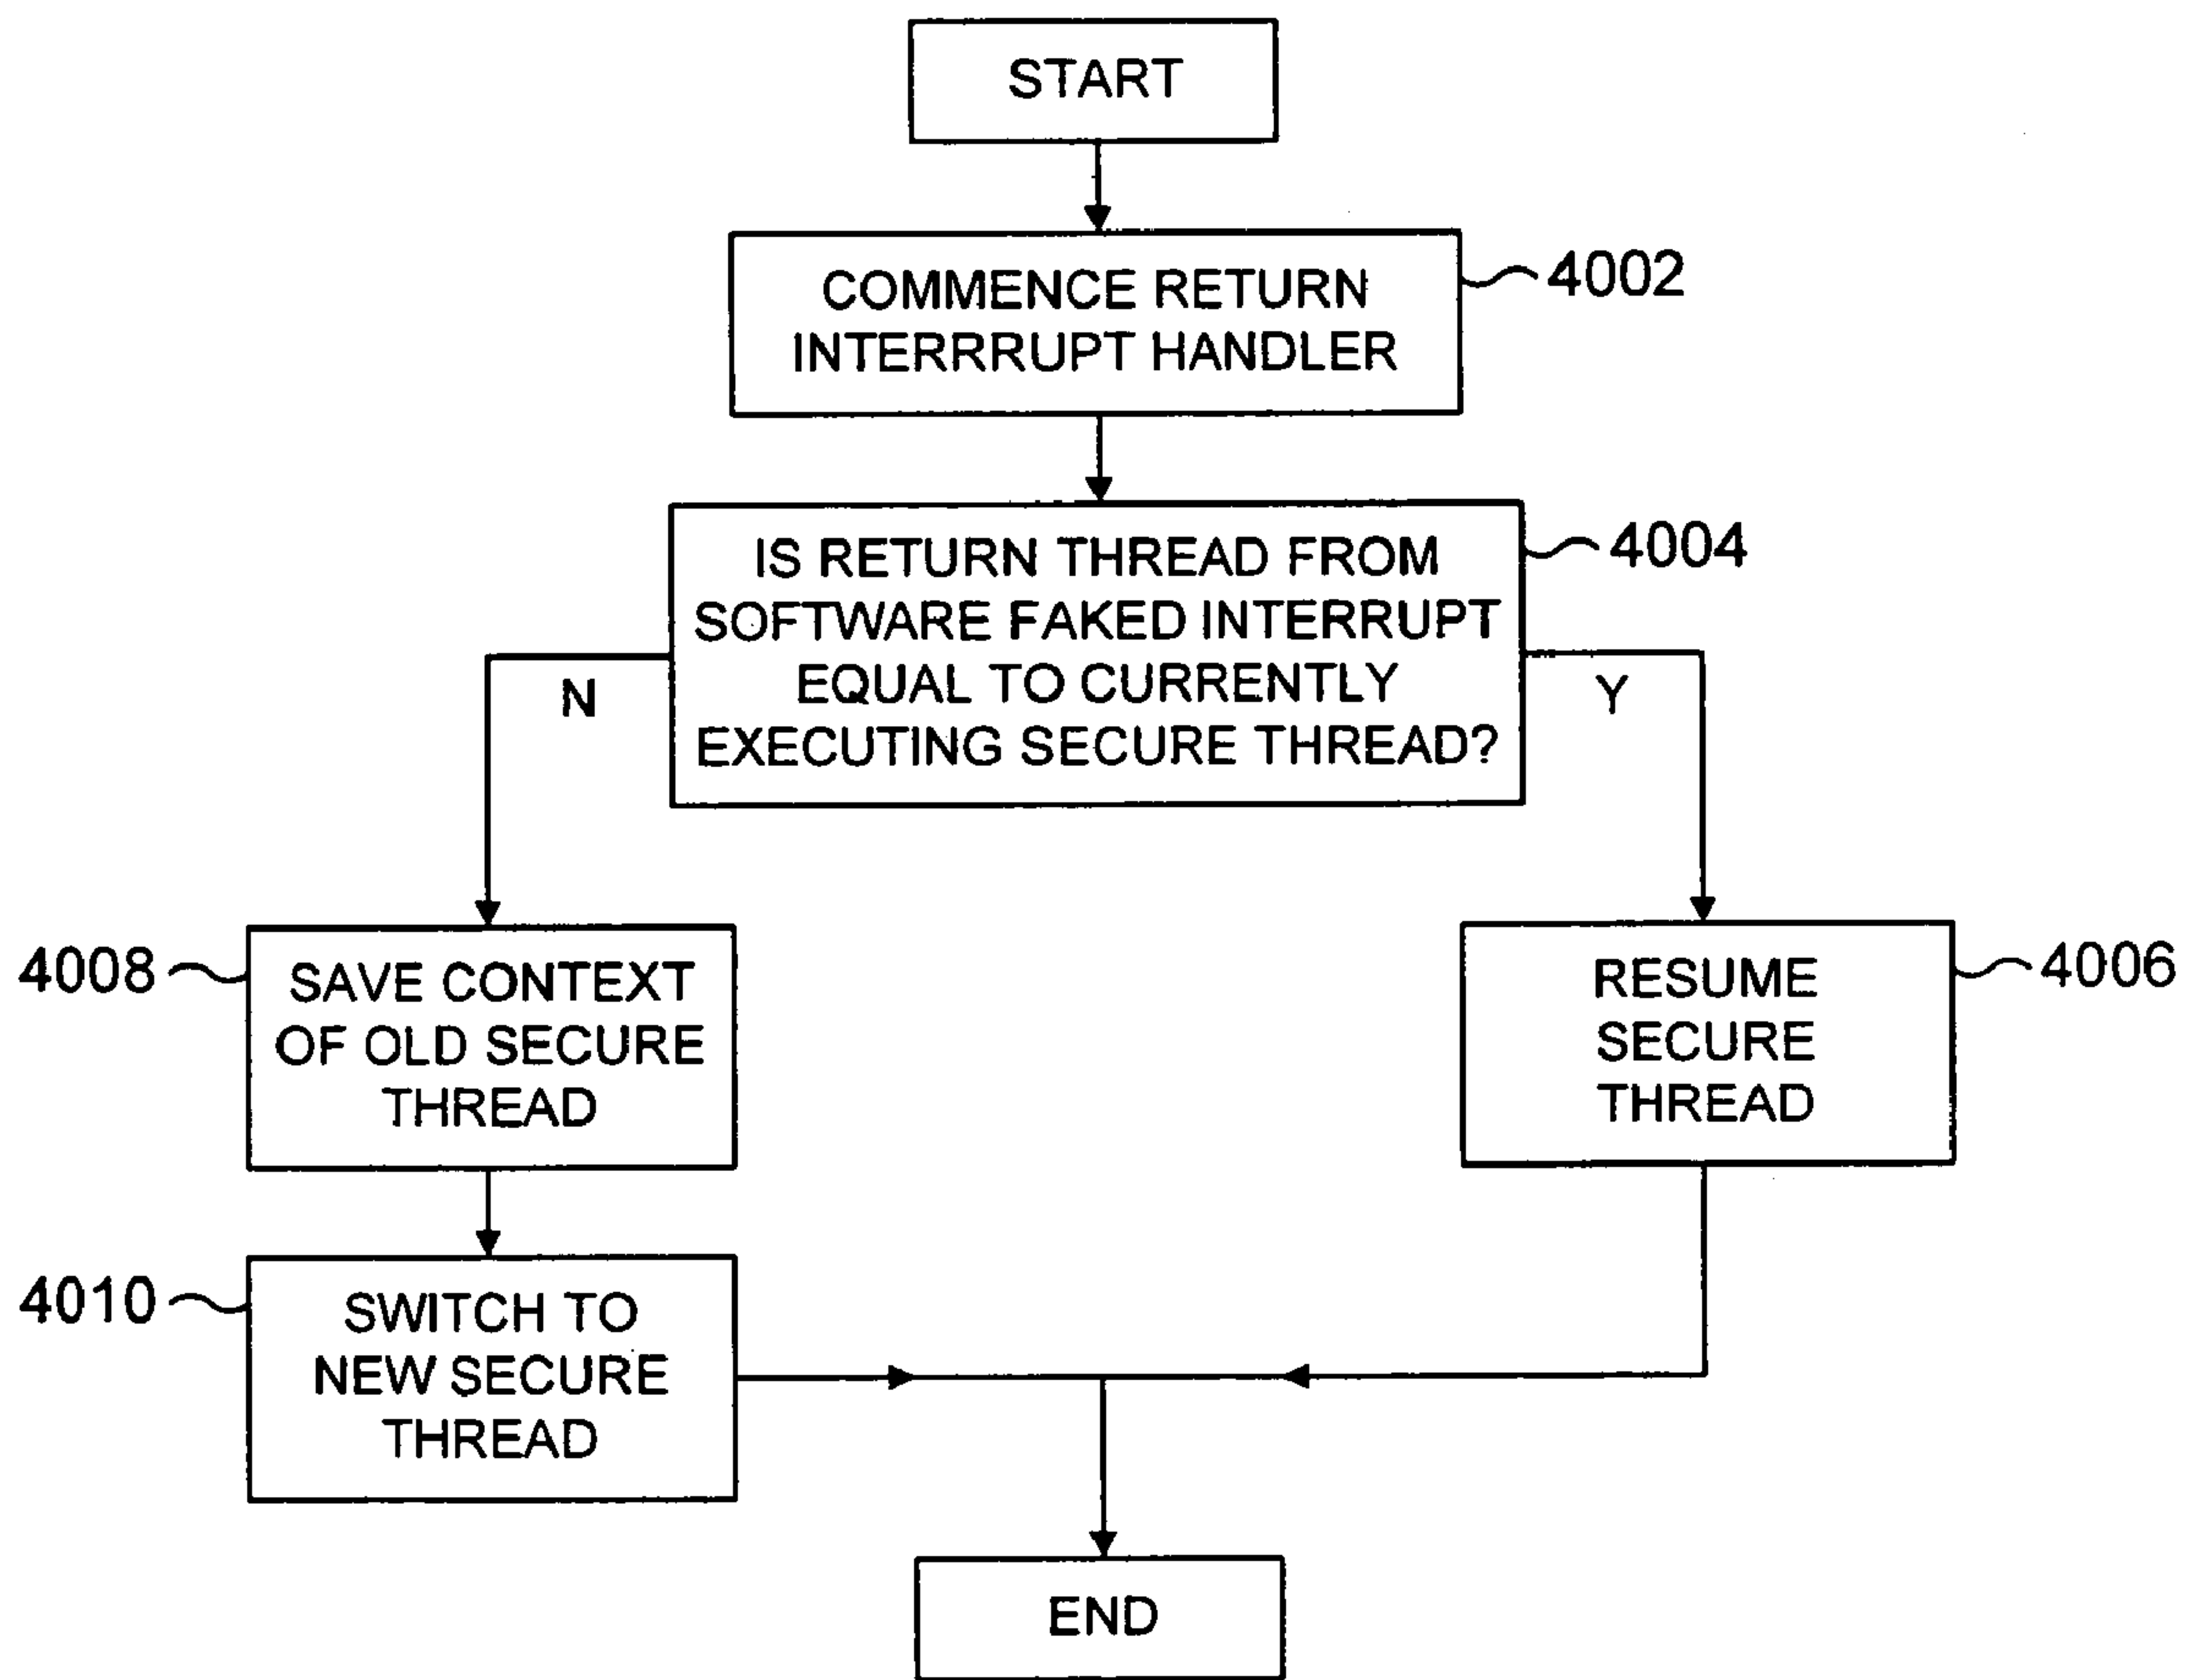 START
COMMENCE RETURN
INTERRRUPT HANDLER
4002
IS RETURN THREAD FROM
SOFTWARE FAKED INTERRUPT
EQUAL TO CURRENTLY
EXECUTING SECURE THREAD?
4004
N
Y
4008
SAVE CONTEXT
OF OLD SECURE
THREAD
RESUME
SECURE
THREAD
4006
4010
SWITCH TO
NEW SECURE
THREAD
END